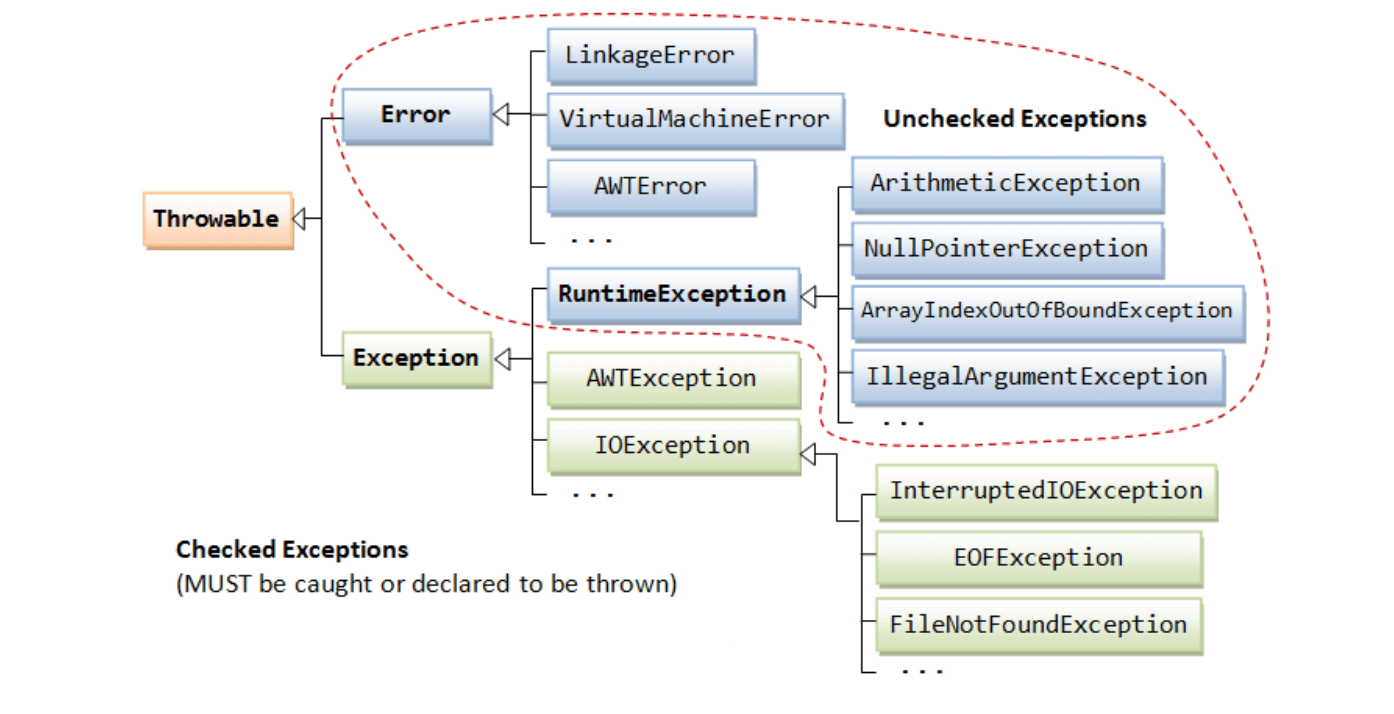 LinkageError
Error
VirtualMachineError
Unchecked Exceptions
AWTError
ArithmeticException
Throwable
...
NullPointerException
RuntimeException
ArrayIndexOutOfBoundException
Exception
AWTException
IllegalArgumentException
...
IOException
...
InterruptedIOException
Checked Exceptions
EOFException
(MUST be caught or declared to be thrown)
FileNotFoundException
...